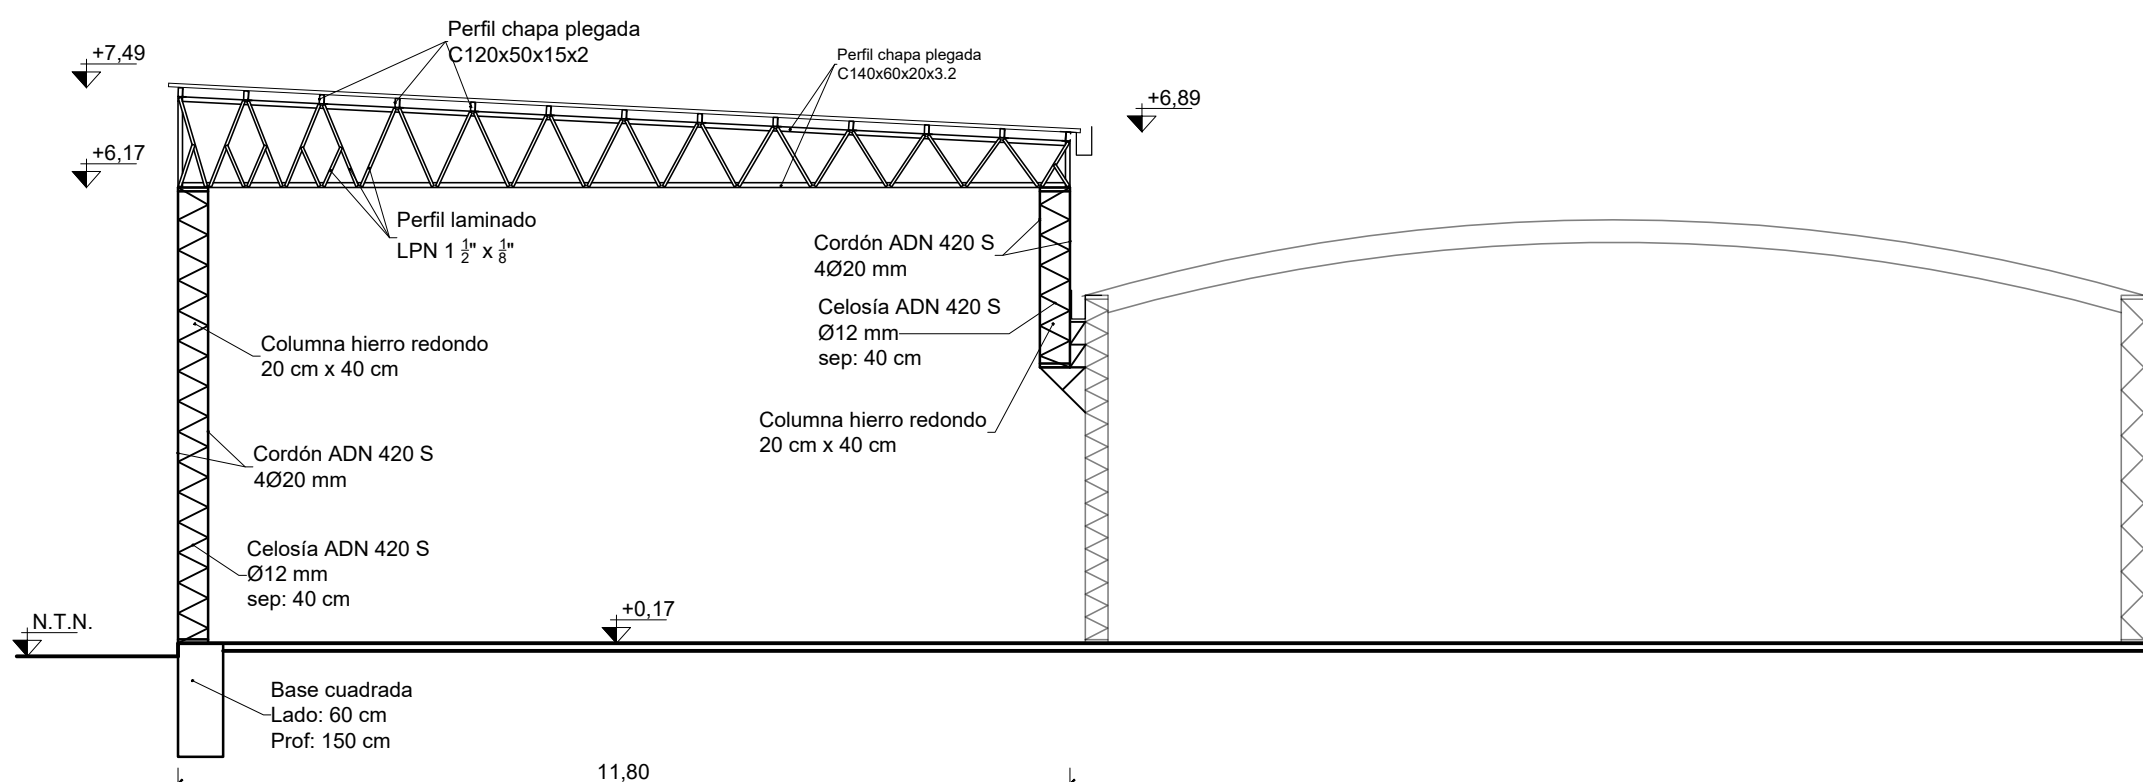 Perfil chapa plegada
C120x50x15x2
+7,49
Perfil chapa plegada
C140x60x20x3.2
+6,89
+6,17
Perfil laminado
LPN 1 1/2" x 1/8"
Cordón ADN 420 S
4Ø20 mm
Celosía ADN 420 S
Ø12 mm
sep: 40 cm
Columna hierro redondo
20 cm x 40 cm
Columna hierro redondo
20 cm x 40 cm
Cordón ADN 420 S
4Ø20 mm
Celosía ADN 420 S
Ø12 mm
sep: 40 cm
+0,17
N.T.N.
Base cuadrada
Lado: 60 cm
Prof: 150 cm
11,80